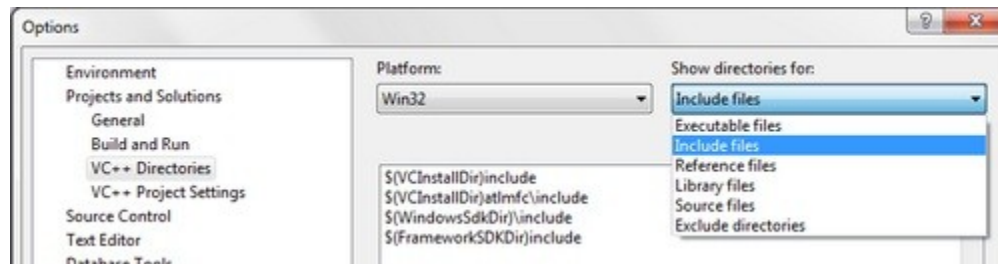 Options
Environment
Projects and Solutions
General
Build and Run
VC++ Directories
VC++ Project Settings
Source Control
Text Editor
Database Tools
Platform:
Win32
Show directories for:
Include files
Executable files
Include files
Reference files
Library files
Source files
Exclude directories
$(VCInstallDir)include
$(VCInstallDir)atlmfc\include
$(WindowsSdkDir)\include
$(FrameworkSDKDir)include